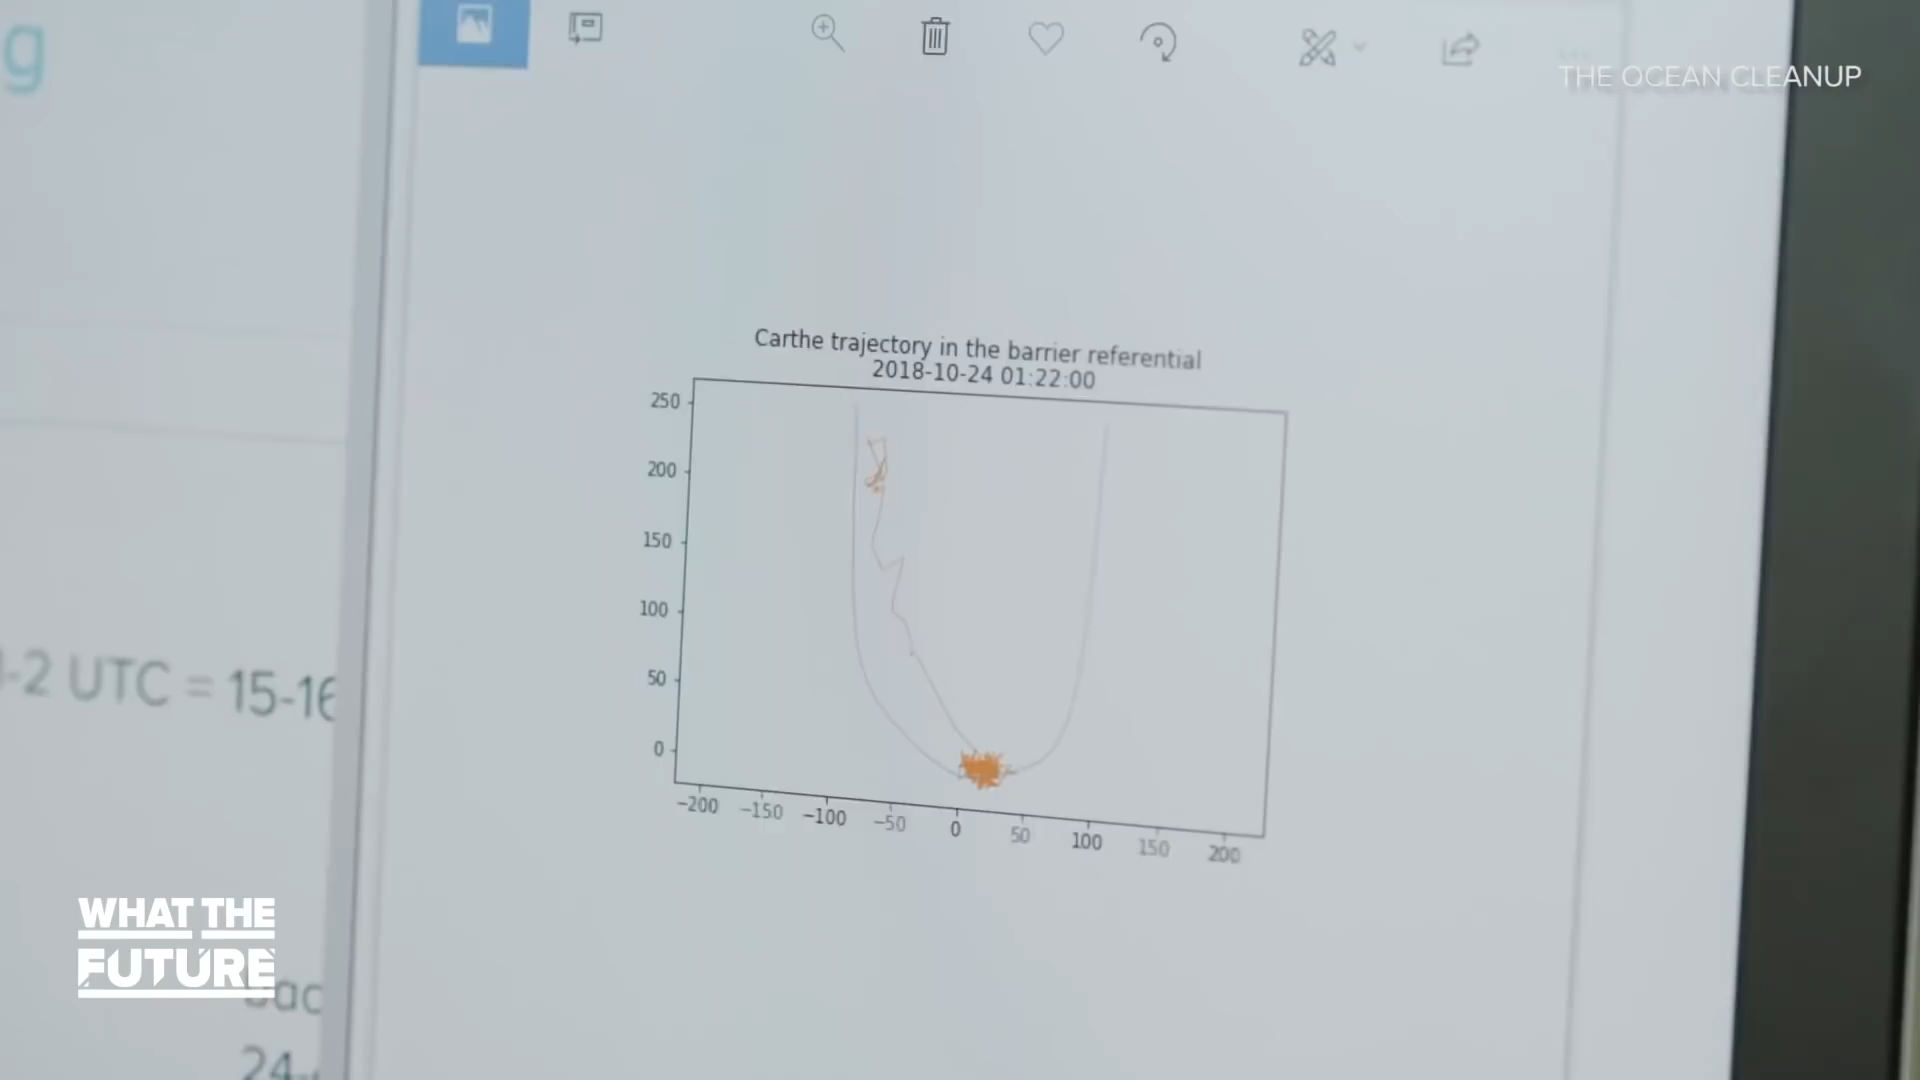 g
THE OCEAN CLEANUP
Carthe trajectory in the barrier referential
2018-10-24 01:22:00
250
200
150
100
50
0
−200 −150 −100 −50 0 50 100 150 200
-2 UTC = 15-16
WHAT THE
FUTURE
24-